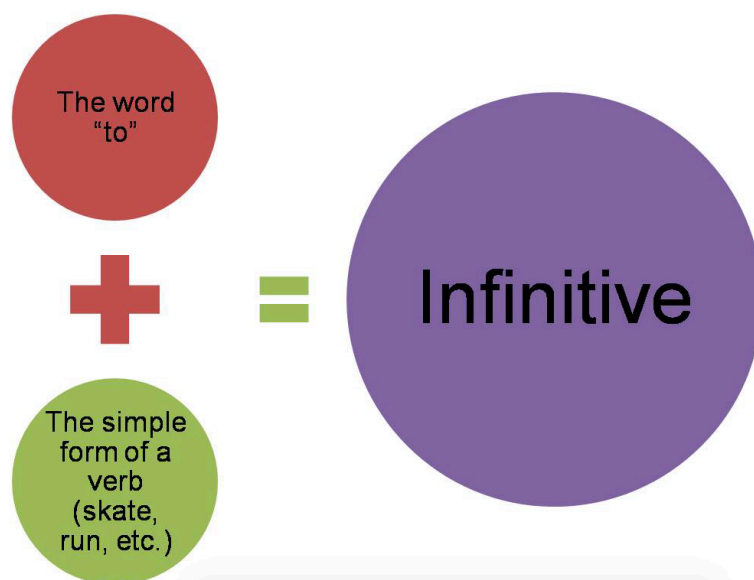 The word
“to”
The simple
form of a
verb
(skate,
run, etc.)
Infinitive